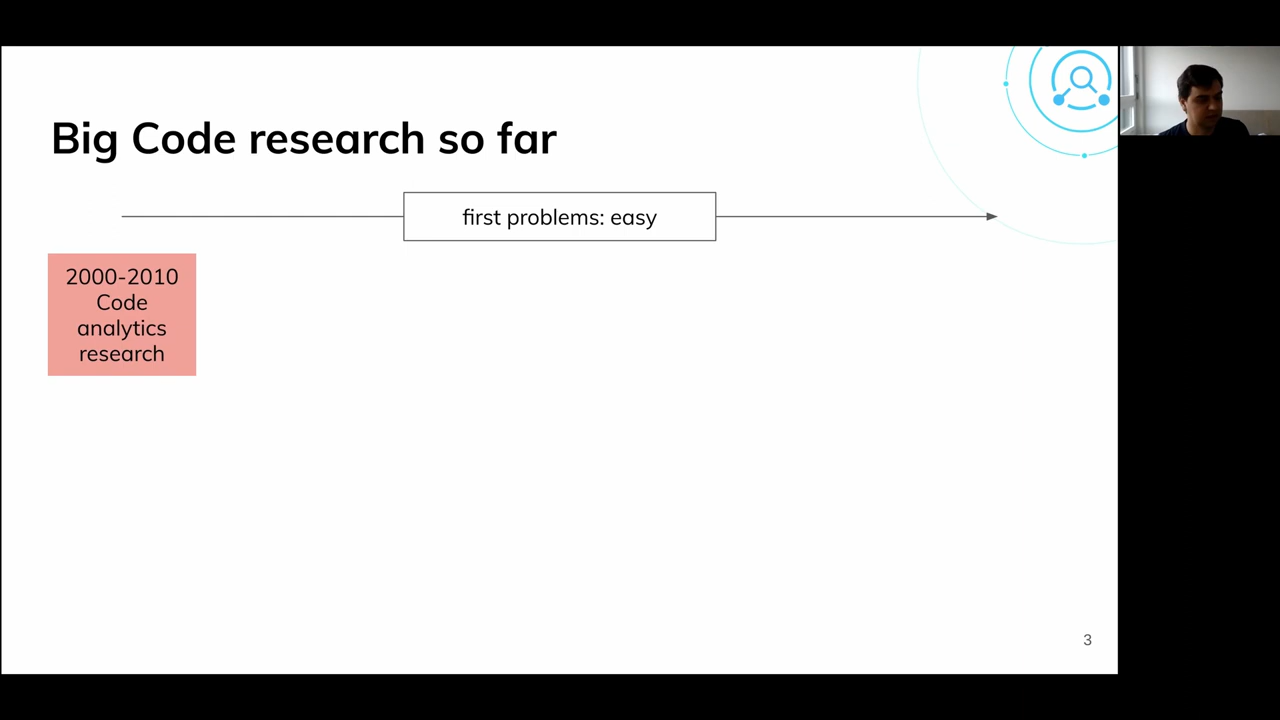 Big Code research so far
first problems: easy
2000-2010
Code
analytics
research
3